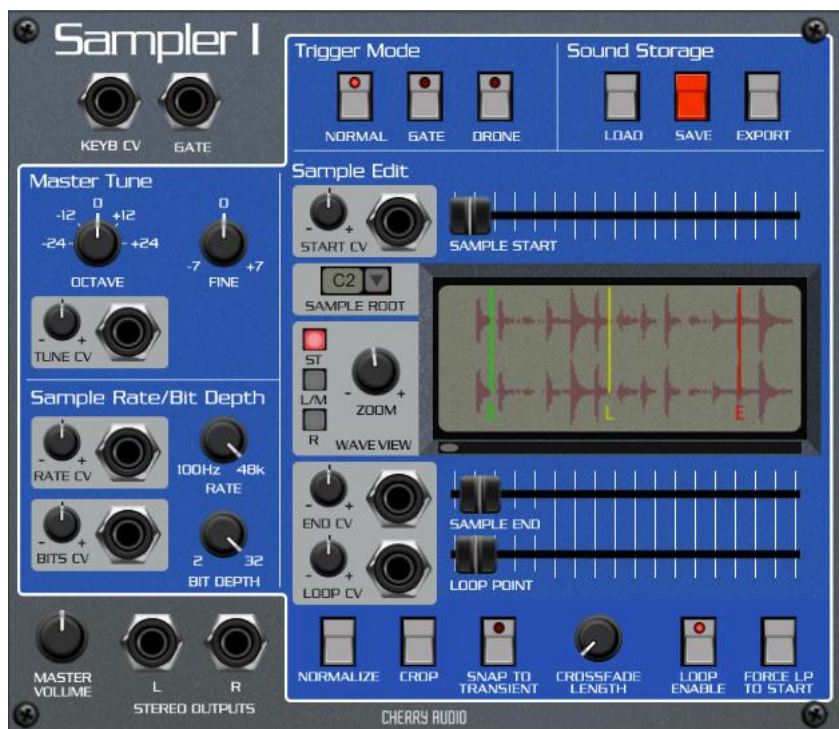 Sampler I
KEYB CV
GATE
Trigger Mode
NORMAL
GATE
DRONE
Sound Storage
LOAD
SAVE
EXPORT
Master Tune
-24
-12
0
+12
+24
OCTAVE
0
-7
+7
FINE
-
+
TUNE CV
Sample Rate/Bit Depth
-
+
RATE CV
100Hz
48k
RATE
-
+
BITS CV
2
32
BIT DEPTH
Sample Edit
-
+
START CV
SAMPLE START
C2
SAMPLE ROOT
ST
L/M
R
-
+
ZOOM
WAVE VIEW
S
L
E
-
+
END CV
SAMPLE END
-
+
LOOP CV
LOOP POINT
NORMALIZE
CROP
SNAP TO
TRANSIENT
CROSSFADE
LENGTH
LOOP
ENABLE
FORCE LP
TO START
MASTER
VOLUME
L
R
STEREO OUTPUTS
CHERRY AUDIO